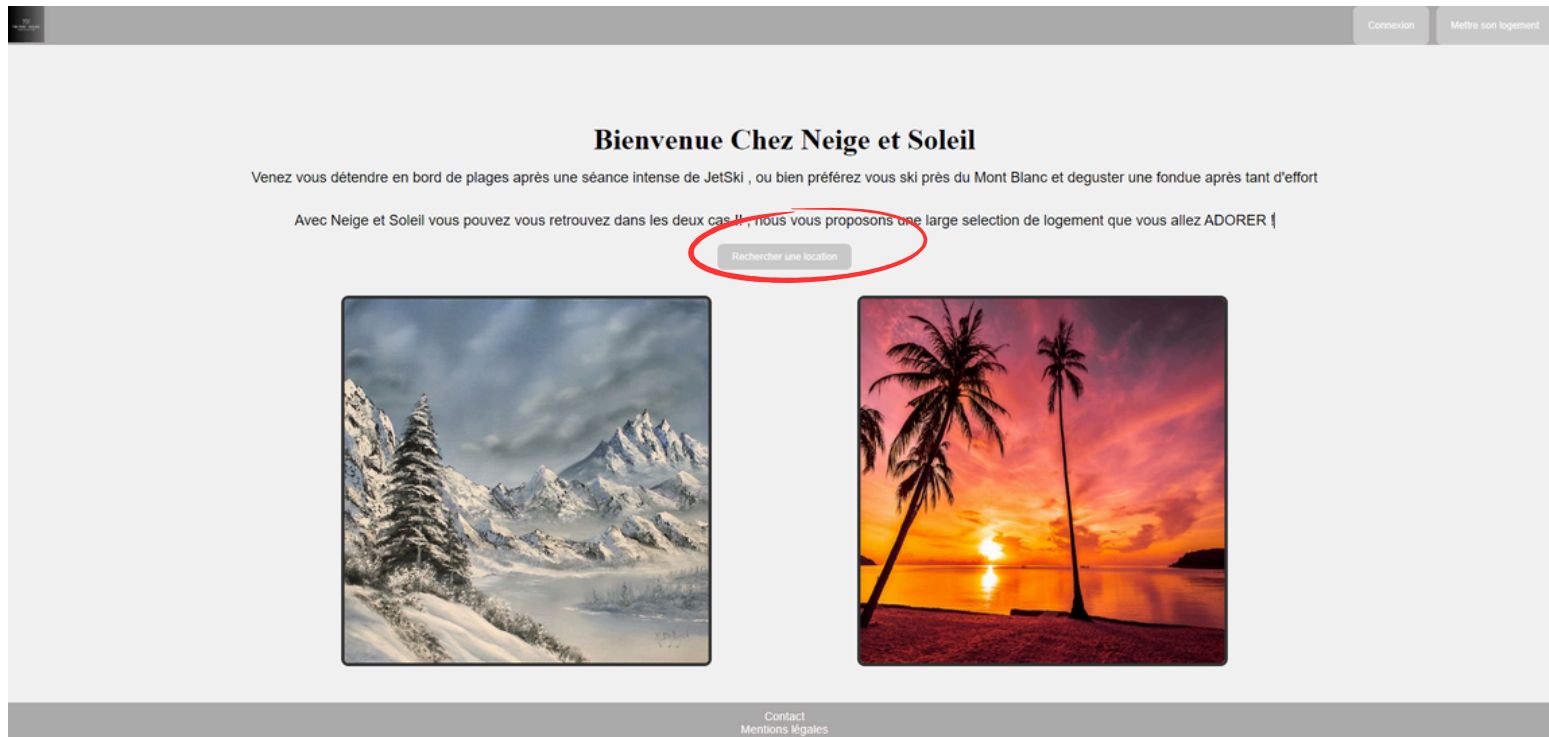 Connexion
Mettre son logement
Bienvenue Chez Neige et Soleil
Venez vous détendre en bord de plages après une séance intense de JetSki , ou bien préférez vous ski près du Mont Blanc et deguster une fondue après tant d'effort
Avec Neige et Soleil vous pouvez vous retrouvez dans les deux cas !! , nous vous proposons une large selection de logement que vous allez ADORER !
Rechercher une location
Contact
Mentions légales